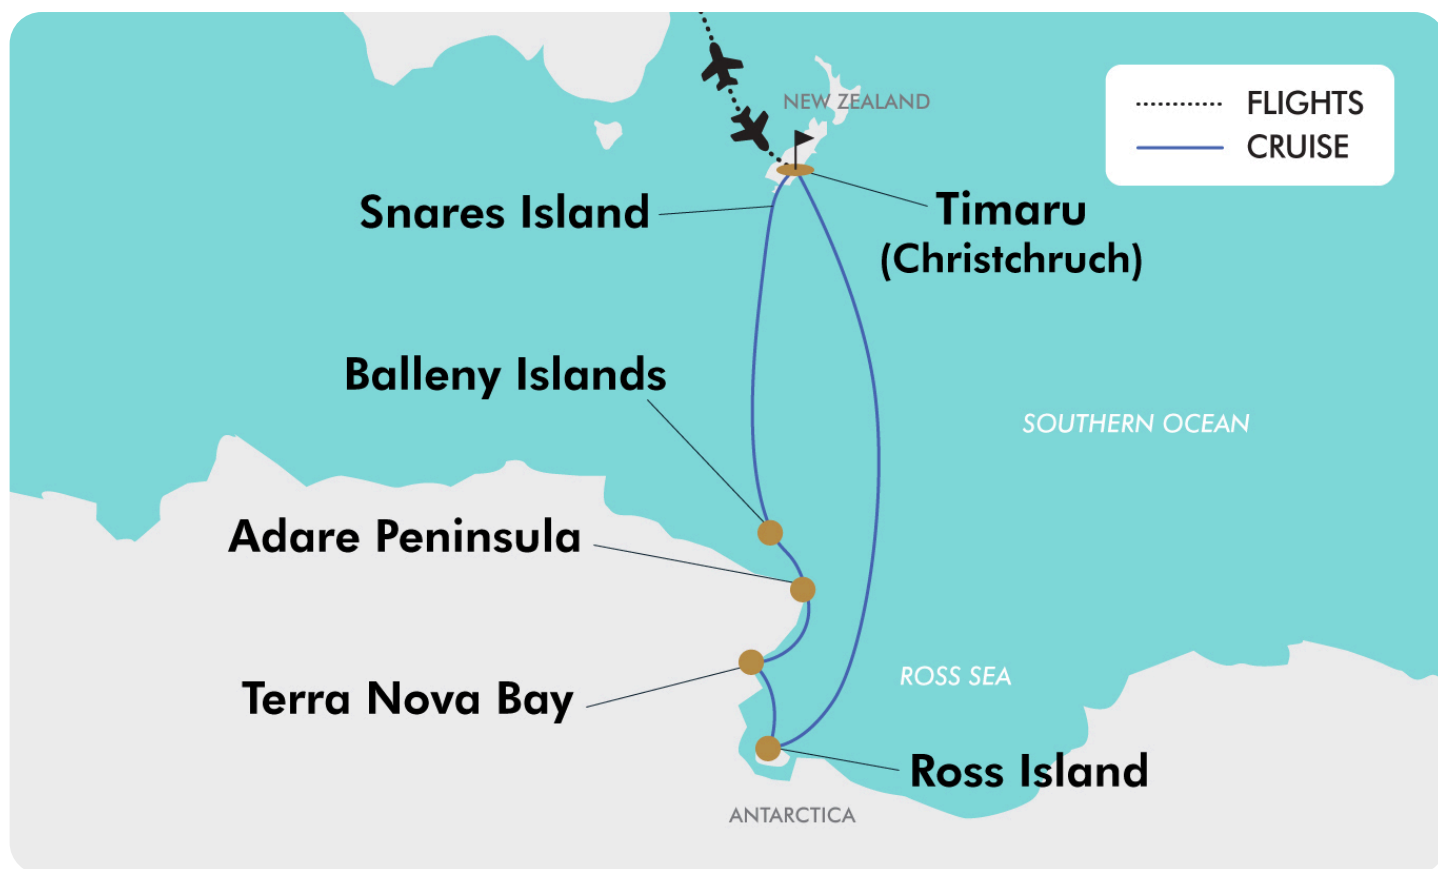 NEW ZEALAND
FLIGHTS
CRUISE
Snares Island
Timaru
(Christchruch)
Balleny Islands
SOUTHERN OCEAN
Adare Peninsula
Terra Nova Bay
ROSS SEA
Ross Island
ANTARCTICA